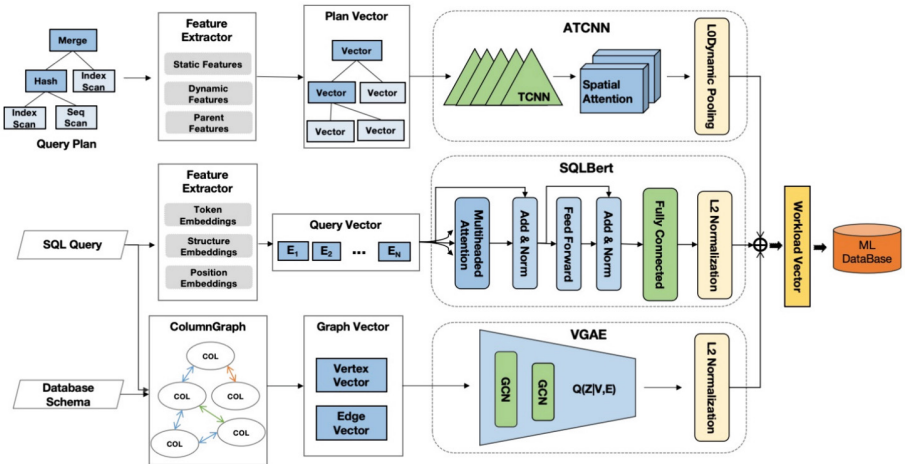 Merge
Hash
Index
Scan
Index
Scan
Seq
Scan
Query Plan
Feature
Extractor
Static Features
Dynamic
Features
Parent
Features
Plan Vector
Vector
Vector
Vector
Vector
Vector
ATCNN
TCNN
Spatial
Attention
L0Dynamic Pooling
SQL Query
Feature
Extractor
Token
Embeddings
Structure
Embeddings
Position
Embeddings
Query Vector
E1
E2
...
EN
SQLBert
Multihaded
Attention
Add & Norm
Feed Forward
Add & Norm
Fully Connected
L2 Normalization
Workload Vector
ML
DataBase
Database
Schema
ColumnGraph
COL
COL
COL
COL
COL
Graph Vector
Vertex
Vector
Edge
Vector
VGAE
GCN
GCN
Q(Z|V,E)
L2 Normalization